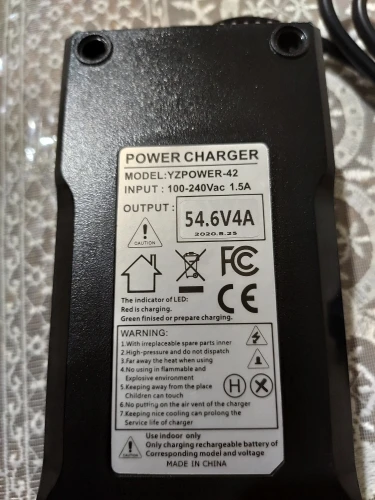 POWER CHARGER
MODEL:YZPOWER-42
INPUT : 100-240Vac 1.5A
OUTPUT :
54.6V4A
2020.8.25
CAUTION
FC
CE
The indicator of LED:
Red is charging.
Green finised or prepare charging.
WARNING:
1.With irreplaceable spare parts inner
2.High-pressure and do not dispatch
3.Far away the heat when using
4.No using in flammable and
Explosive environment
5.Keeping away from the place
Children can touch
6.No putting on the air vent of the charger
7.Keeping nice cooling can prolong the
Service life of charger
H
CAUTION
Use indoor only
Only charging rechargeable battery of
Corresponding model and voltage
MADE IN CHINA